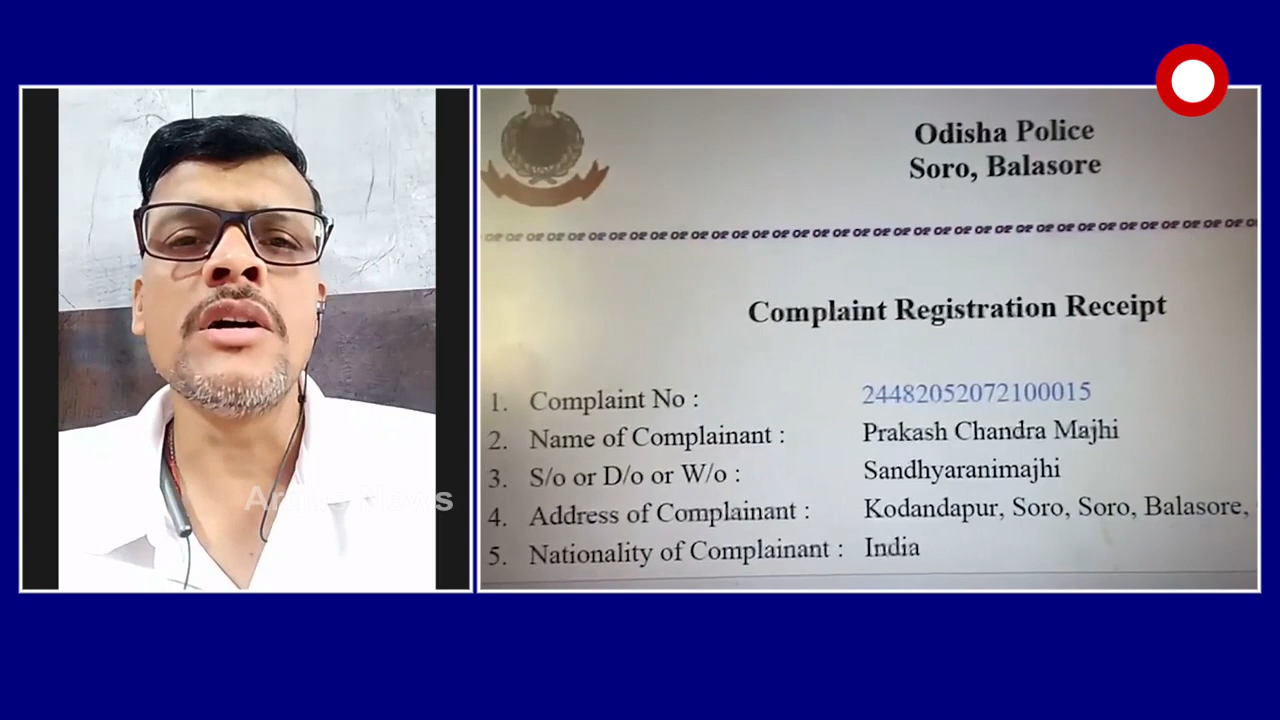 Odisha Police
Soro, Balasore
Complaint Registration Receipt
1. Complaint No : 24482052072100015
2. Name of Complainant : Prakash Chandra Majhi
3. S/o or D/o or W/o : Sandhyaranimajhi
4. Address of Complainant : Kodandapur, Soro, Soro, Balasore,
5. Nationality of Complainant : India
News